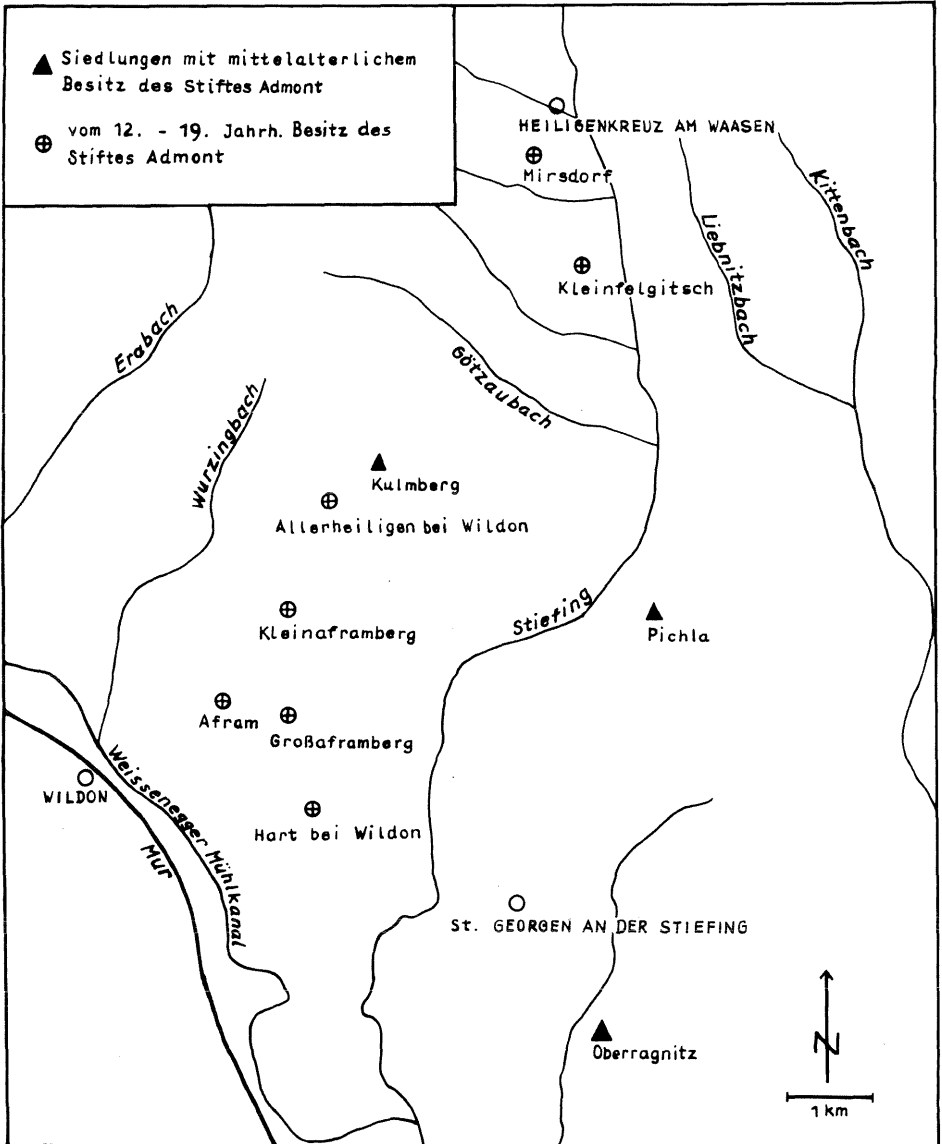 Siedlungen mit mittelalterlichem
Besitz des Stiftes Admont
vom 12. - 19. Jahrh. Besitz des
Stiftes Admont
HEILIGENKREUZ AM WAASEN
Mirsdorf
Kittenbach
Liebnitzbach
Kleinfelgitsch
Erabach
Götzaubach
Wurzingbach
Kulmberg
Allerheiligen bei Wildon
Stiefing
Kleinaframberg
Pichla
Afram
Großaframberg
Weissenegger Mühlkanal
WILDON
Hart bei Wildon
Mur
St. GEORGEN AN DER STIEFING
N
Oberragnitz
1 km